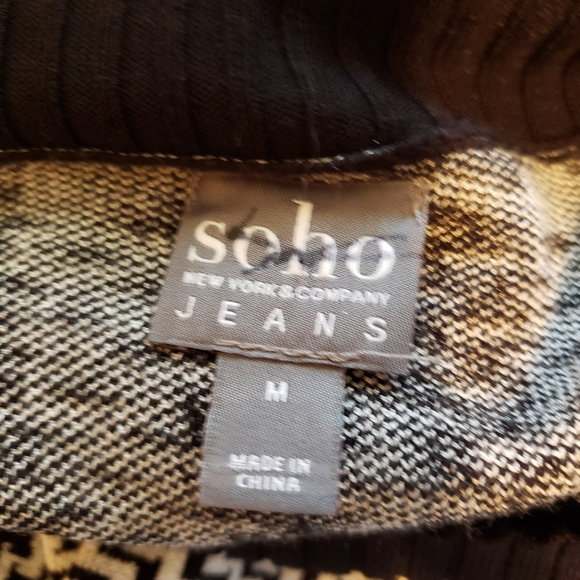 soho
NEW YORK & COMPANY
JEANS
M
MADE IN
CHINA